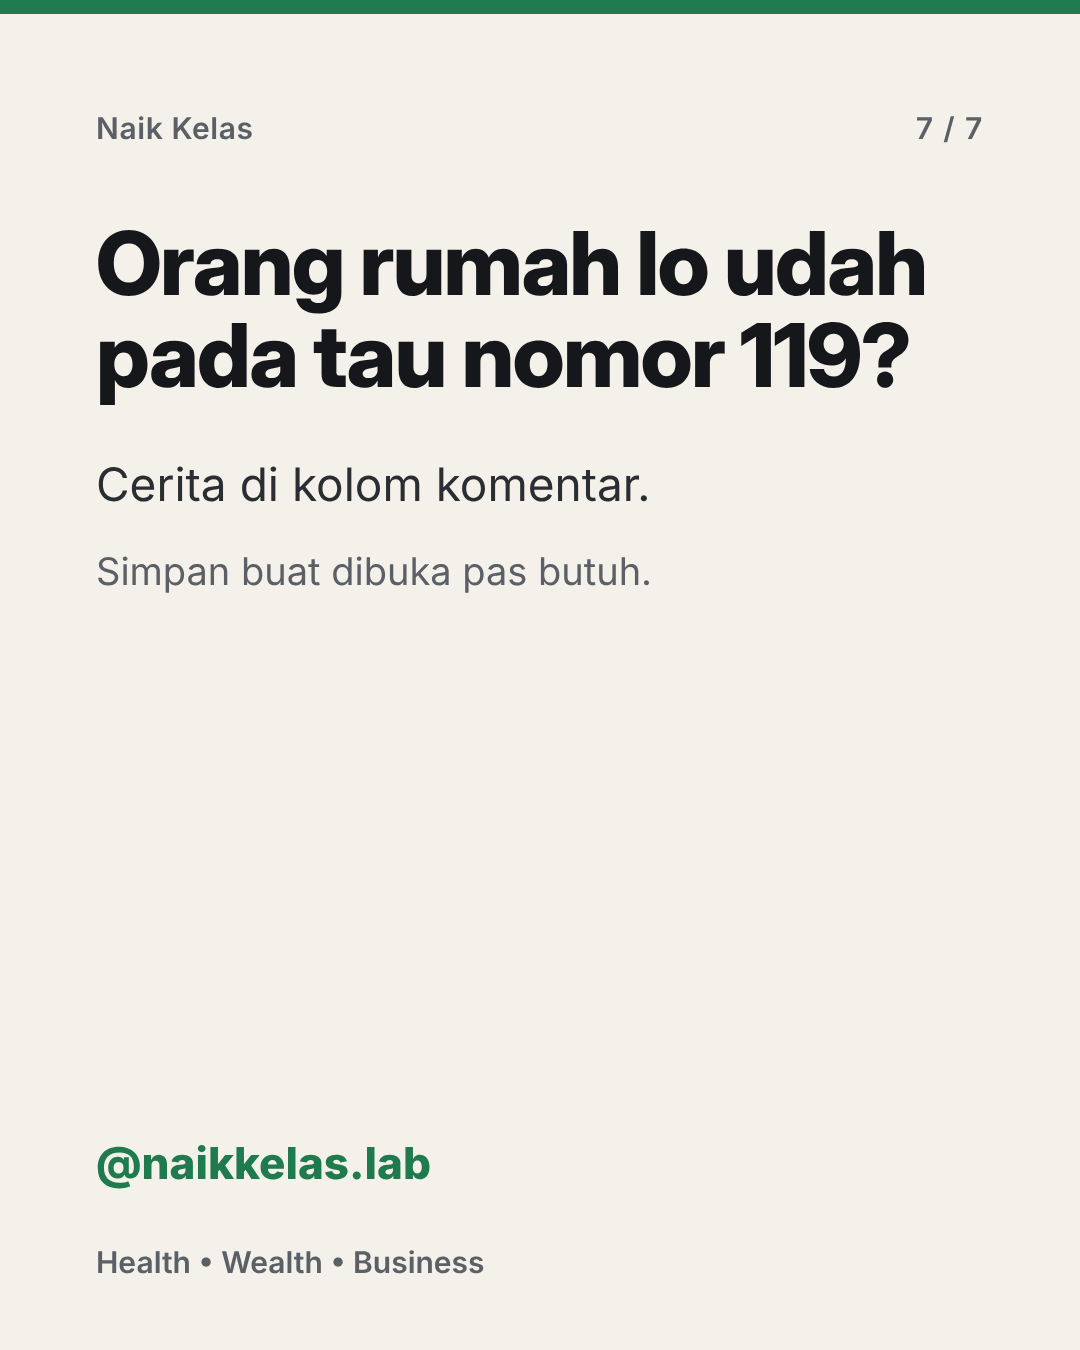 Naik Kelas
7 / 7
Orang rumah lo udah
pada tau nomor 119?
Cerita di kolom komentar.
Simpan buat dibuka pas butuh.
@naikkelas.lab
Health • Wealth • Business